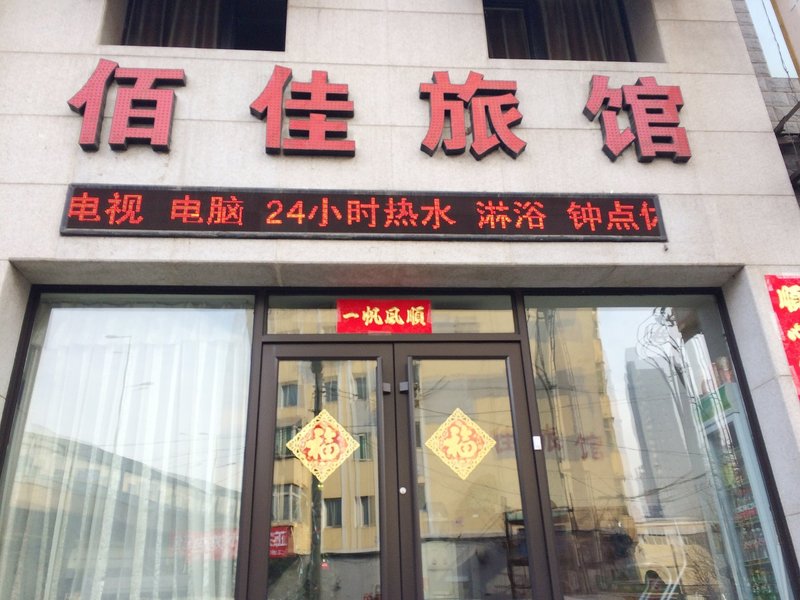 佰佳旅馆
电视 电脑 24小时热水 淋浴 钟点
一帆风顺
福
福
順